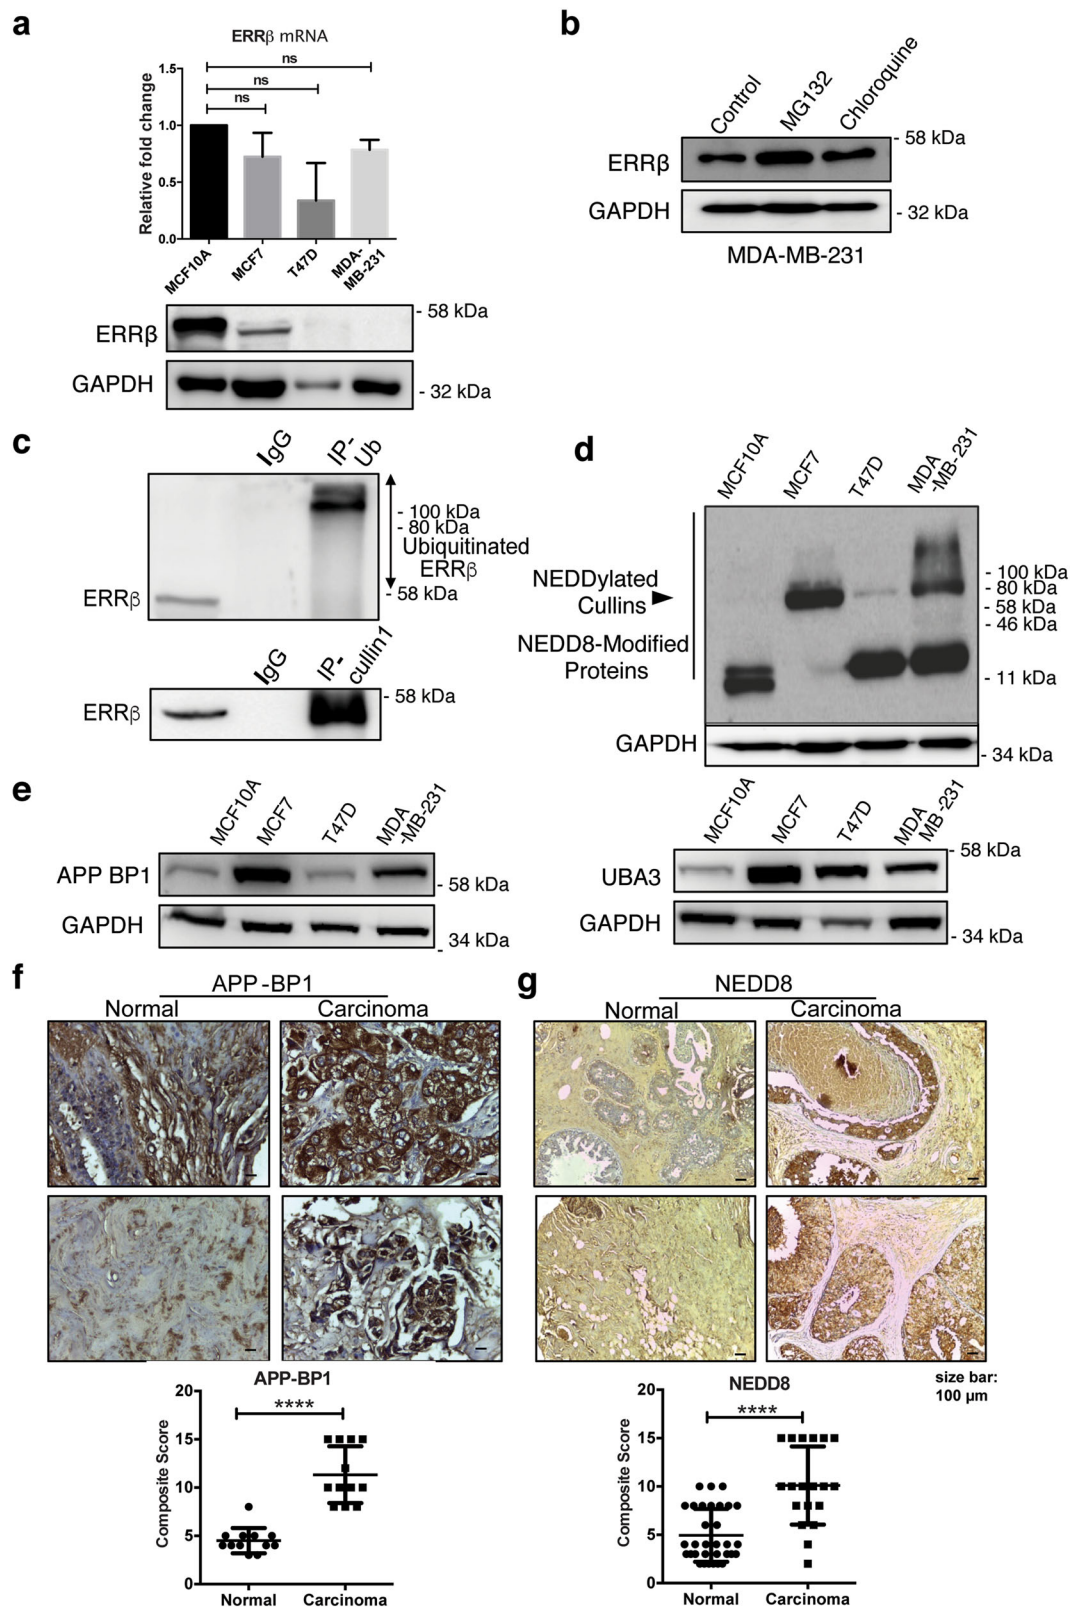 a
ERRβ mRNA
ns
ns
ns
Relative fold change
1.5
1.0
0.5
0.0
MCF10A
MCF7
T47D
MDA-
MB-231
ERRβ
- 58 kDa
GAPDH
- 32 kDa
b
Control
MG132
Chloroquine
ERRβ
- 58 kDa
GAPDH
- 32 kDa
MDA-MB-231
c
IgG
IP-
Ub
- 100 kDa
- 80 kDa
Ubiquitinated
ERRβ
- 58 kDa
ERRβ
IgG
IP-
cullin1
- 58 kDa
ERRβ
d
MCF10A
MCF7
T47D
MDA
-MB-231
NEDDylated
Cullins
NEDD8-Modified
Proteins
- 100 kDa
- 80 kDa
- 58 kDa
- 46 kDa
- 11 kDa
GAPDH
- 34 kDa
e
MCF10A
MCF7
T47D
MDA
-MB-231
APP BP1
- 58 kDa
GAPDH
- 34 kDa
MCF10A
MCF7
T47D
MDA
MB-231
UBA3
- 58 kDa
GAPDH
- 34 kDa
f
APP-BP1
Normal
Carcinoma
APP-BP1
Composite Score
20
15
10
5
0
****
Normal
Carcinoma
g
NEDD8
Normal
Carcinoma
size bar:
100 µm
NEDD8
Composite Score
20
15
10
5
0
****
Normal
Carcinoma